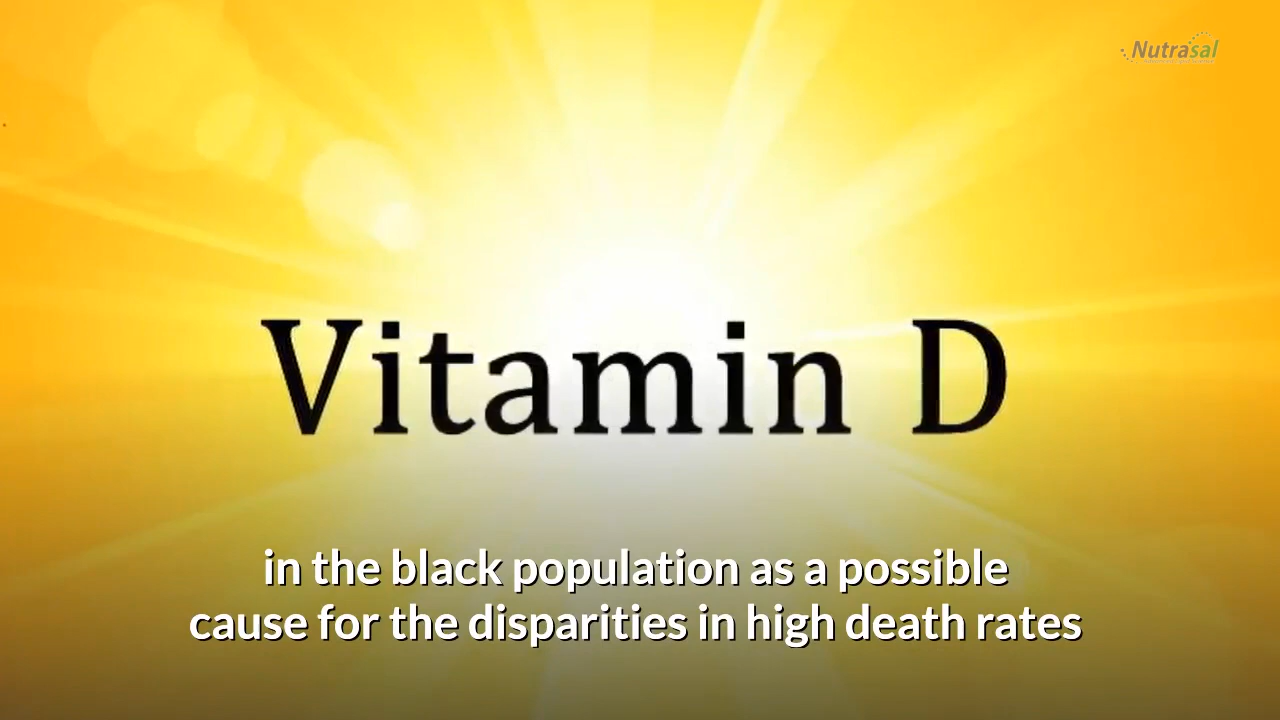 Nutrasal
Vitamin D
in the black population as a possible
cause for the disparities in high death rates